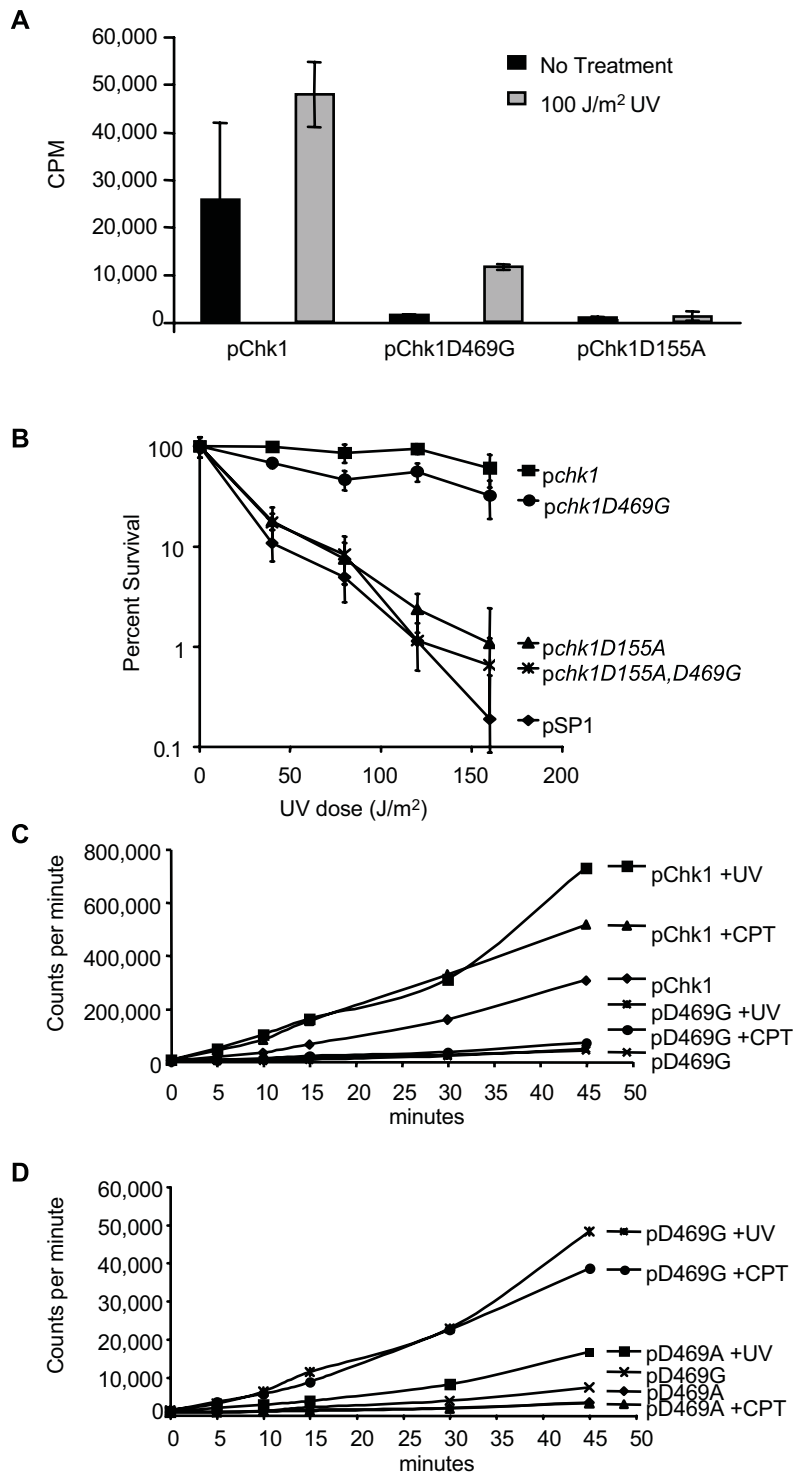 A
60,000
50,000
40,000
30,000
20,000
10,000
0
CPM
No Treatment
100 J/m2 UV
pChk1
pChk1D469G
pChk1D155A
B
100
10
1
0.1
Percent Survival
pchk1
pchk1D469G
pchk1D155A
pchk1D155A,D469G
pSP1
0
50
100
150
200
UV dose (J/m2)
C
800,000
600,000
400,000
200,000
0
Counts per minute
pChk1 +UV
pChk1 +CPT
pChk1
pD469G +UV
pD469G +CPT
pD469G
0 5 10 15 20 25 30 35 40 45 50
minutes
D
60,000
50,000
40,000
30,000
20,000
10,000
0
Counts per minute
pD469G +UV
pD469G +CPT
pD469A +UV
pD469G
pD469A
pD469A +CPT
0 5 10 15 20 25 30 35 40 45 50
minutes